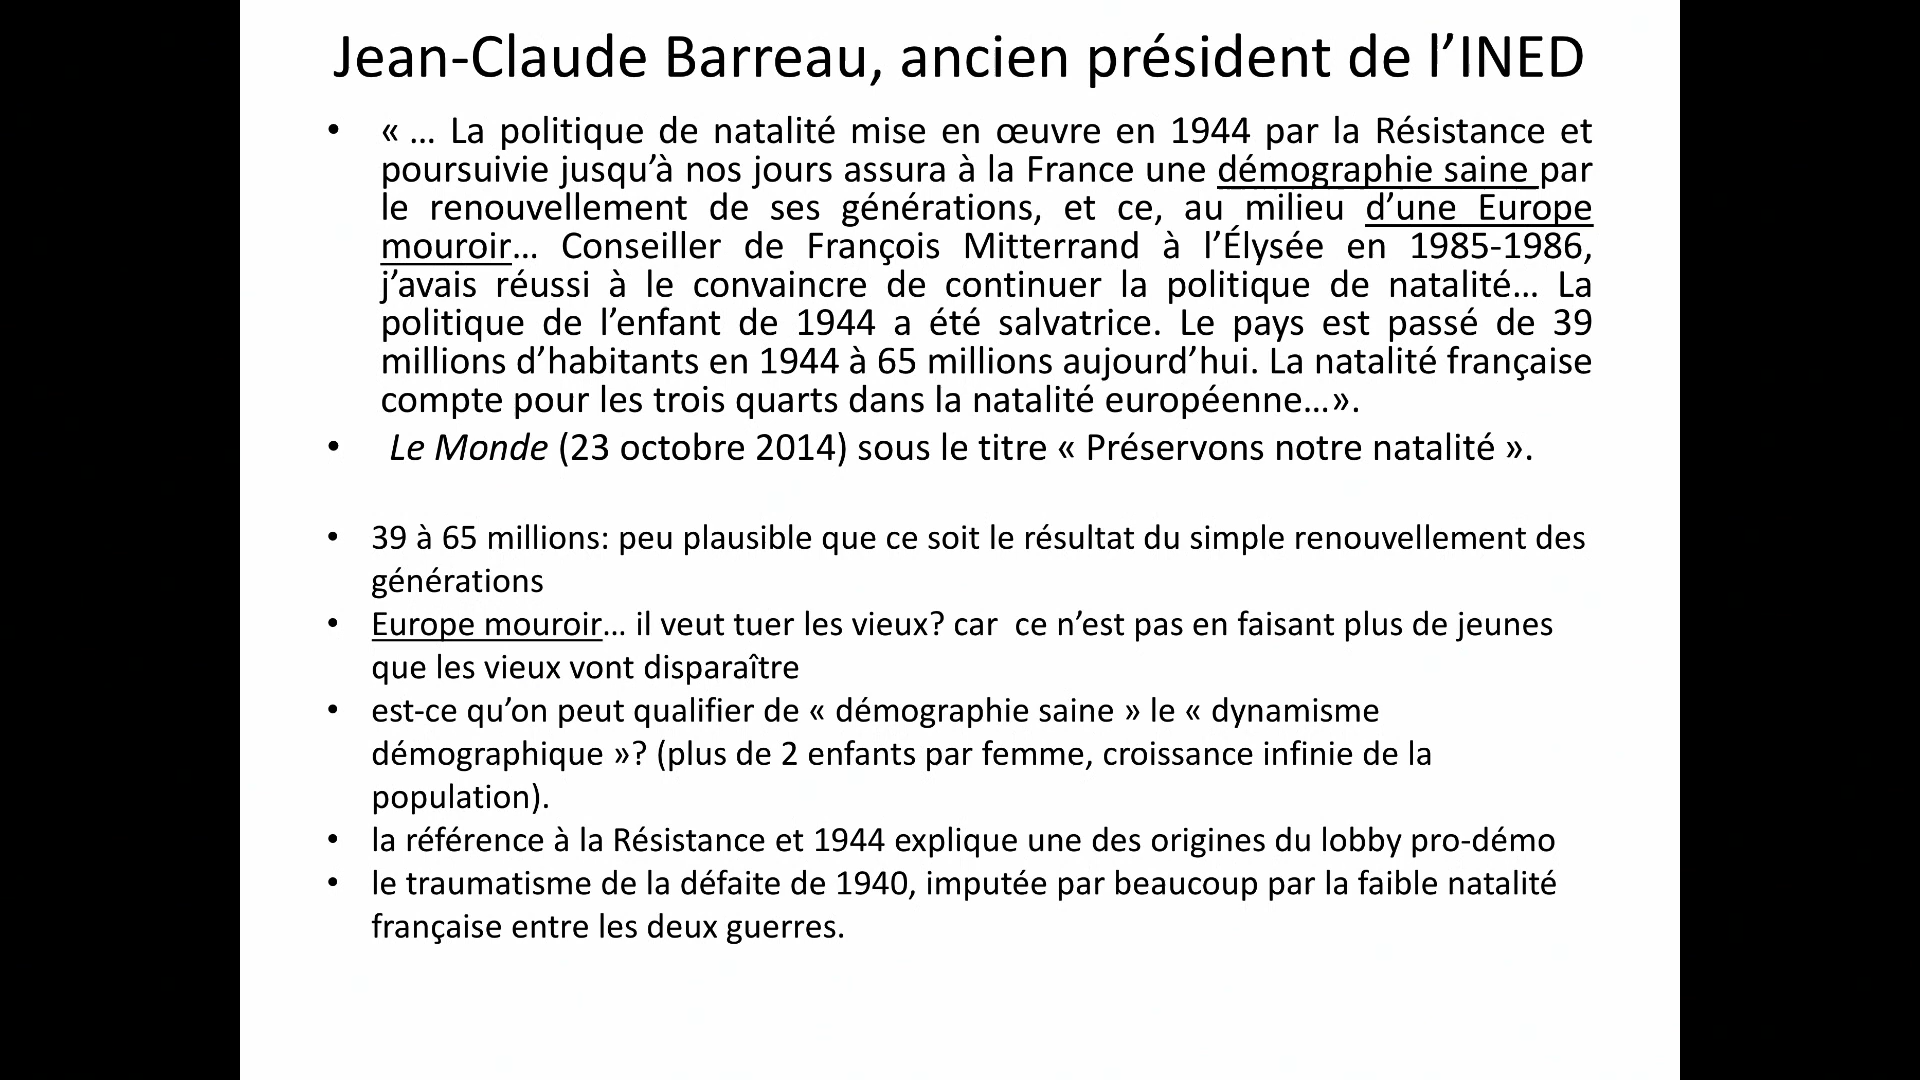 Jean-Claude Barreau, ancien président de l’INED
• « … La politique de natalité mise en œuvre en 1944 par la Résistance et
poursuivie jusqu’à nos jours assura à la France une démographie saine par
le renouvellement de ses générations, et ce, au milieu d’une Europe
mouroir… Conseiller de François Mitterrand à l’Élysée en 1985-1986,
j’avais réussi à le convaincre de continuer la politique de natalité… La
politique de l’enfant de 1944 a été salvatrice. Le pays est passé de 39
millions d’habitants en 1944 à 65 millions aujourd’hui. La natalité française
compte pour les trois quarts dans la natalité européenne…».
• Le Monde (23 octobre 2014) sous le titre « Préservons notre natalité ».
• 39 à 65 millions: peu plausible que ce soit le résultat du simple renouvellement des
générations
• Europe mouroir… il veut tuer les vieux? car ce n’est pas en faisant plus de jeunes
que les vieux vont disparaître
• est-ce qu’on peut qualifier de « démographie saine » le « dynamisme
démographique »? (plus de 2 enfants par femme, croissance infinie de la
population).
• la référence à la Résistance et 1944 explique une des origines du lobby pro-démo
• le traumatisme de la défaite de 1940, imputée par beaucoup par la faible natalité
française entre les deux guerres.